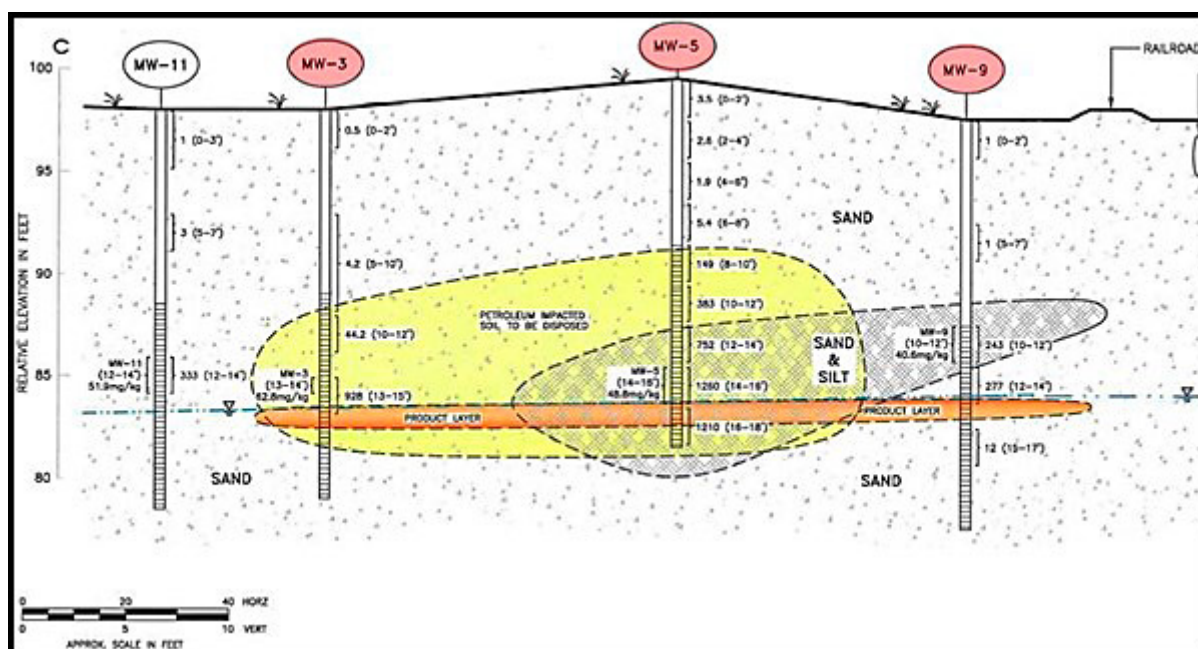 C
MW-11
MW-3
MW-5
MW-9
RAILROAD
100
95
90
85
80
RELATIVE ELEVATION IN FEET
1 (0-3')
3 (5-7')
MW-11
(12-14')
51.9mg/kg
333 (12-14')
0.5 (0-2')
4.2 (5-10')
44.2 (10-12')
MW-3
(13-14')
62.8mg/kg
928 (13-15')
3.5 (0-2')
2.6 (2-4')
1.9 (4-6')
5.4 (6-8')
149 (8-10')
383 (10-12')
752 (12-14')
MW-5
(14-16')
48.8mg/kg
1260 (14-16')
1210 (16-18')
1 (0-2')
1 (5-7')
MW-9
(10-12')
40.6mg/kg
243 (10-12')
277 (12-14')
12 (15-17')
SAND
PETROLEUM IMPACTED
SOIL TO BE DISPOSED
SAND
&
SILT
PRODUCT LAYER
PRODUCT LAYER
SAND
SAND
0 20 40 HORZ
0 5 10 VERT
APPROX. SCALE IN FEET